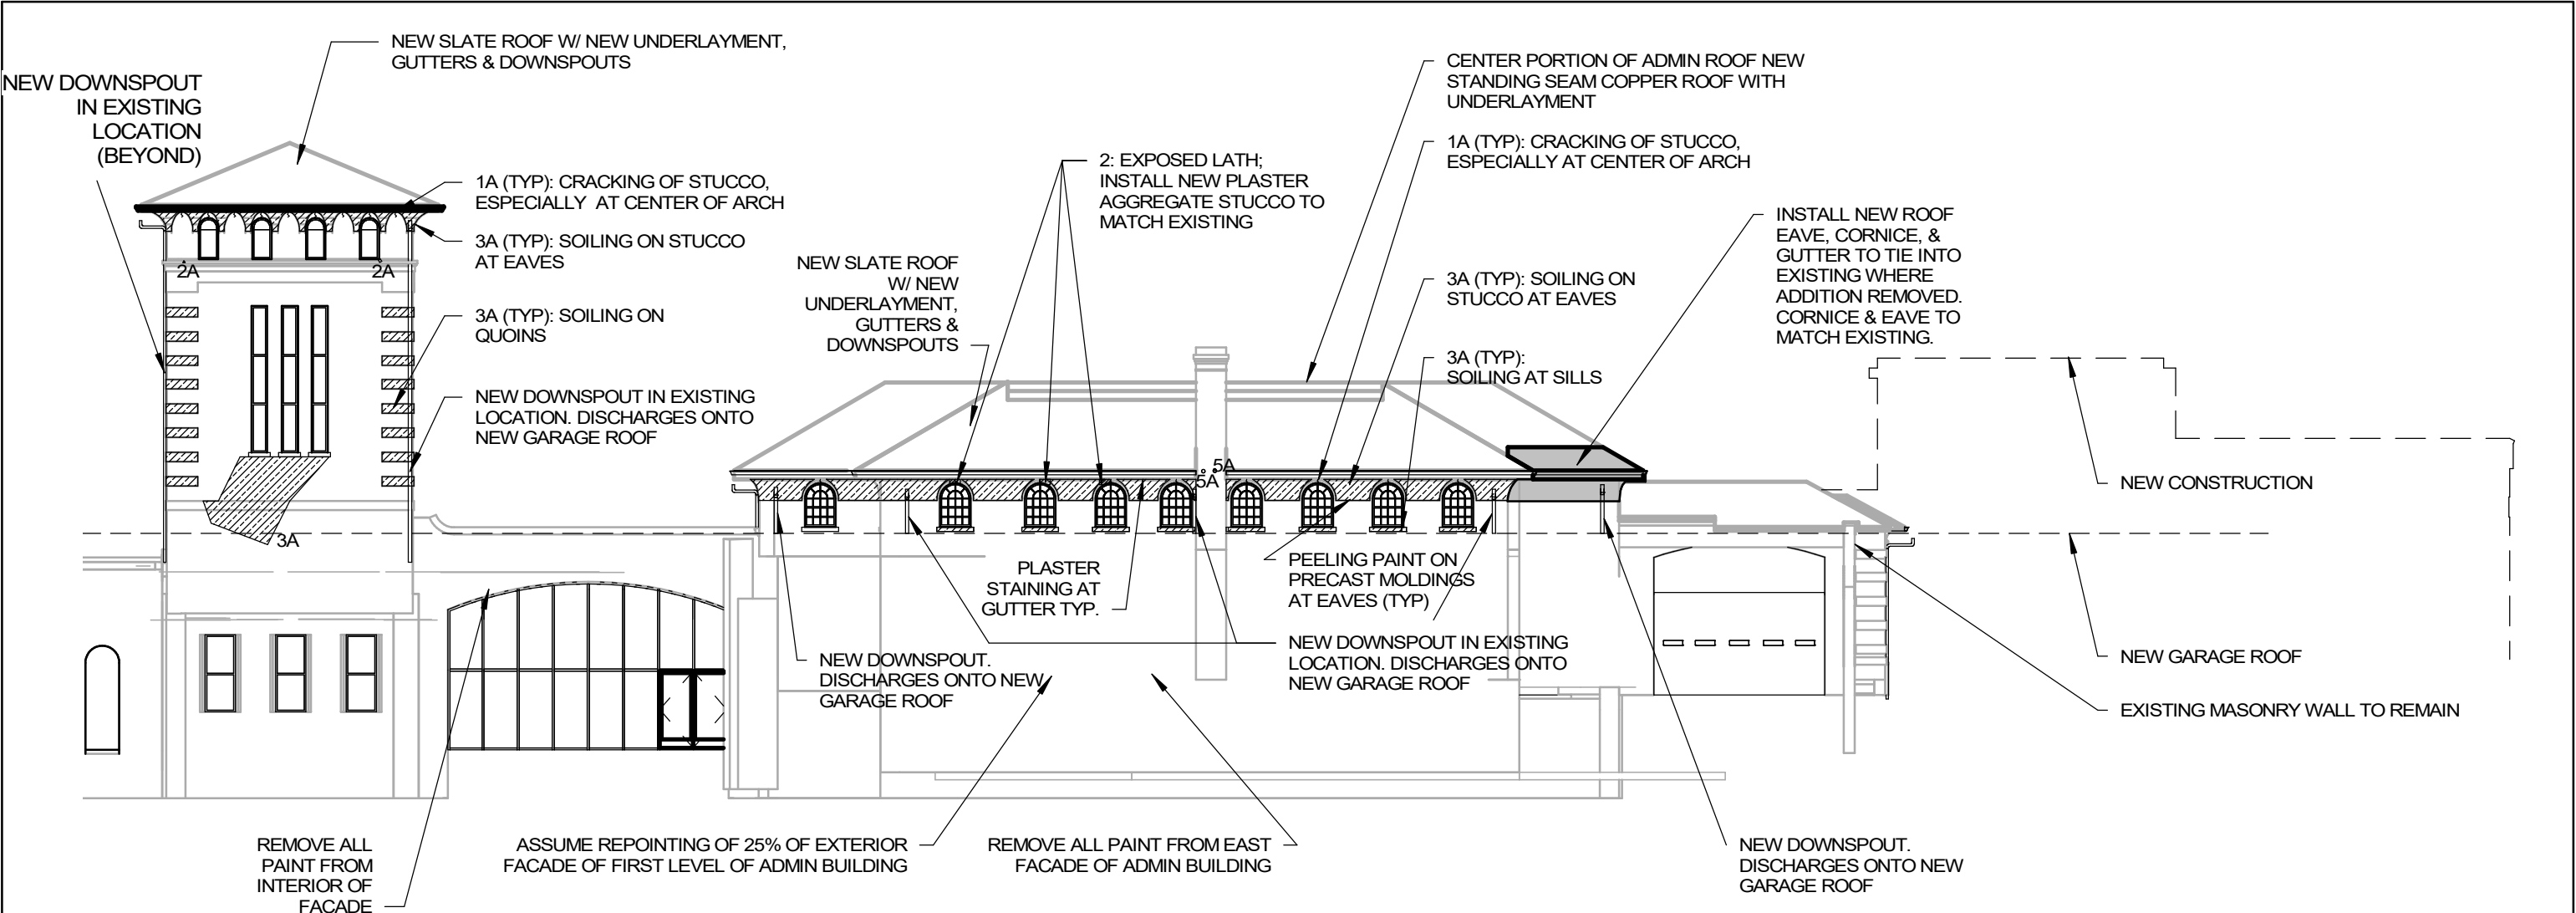 NEW SLATE ROOF W/ NEW UNDERLAYMENT,
GUTTERS & DOWNSPOUTS
NEW DOWNSPOUT
IN EXISTING
LOCATION
(BEYOND)
1A (TYP): CRACKING OF STUCCO,
ESPECIALLY AT CENTER OF ARCH
3A (TYP): SOILING ON STUCCO
AT EAVES
2A
2A
3A (TYP): SOILING ON
QUOINS
NEW DOWNSPOUT IN EXISTING
LOCATION. DISCHARGES ONTO
NEW GARAGE ROOF
3A
NEW SLATE ROOF
W/ NEW
UNDERLAYMENT,
GUTTERS &
DOWNSPOUTS
2: EXPOSED LATH;
INSTALL NEW PLASTER
AGGREGATE STUCCO TO
MATCH EXISTING
CENTER PORTION OF ADMIN ROOF NEW
STANDING SEAM COPPER ROOF WITH
UNDERLAYMENT
1A (TYP): CRACKING OF STUCCO,
ESPECIALLY AT CENTER OF ARCH
3A (TYP): SOILING ON
STUCCO AT EAVES
3A (TYP):
SOILING AT SILLS
INSTALL NEW ROOF
EAVE, CORNICE, &
GUTTER TO TIE INTO
EXISTING WHERE
ADDITION REMOVED.
CORNICE & EAVE TO
MATCH EXISTING.
5A
5A
NEW CONSTRUCTION
PLASTER
STAINING AT
GUTTER TYP.
PEELING PAINT ON
PRECAST MOLDINGS
AT EAVES (TYP)
NEW DOWNSPOUT.
DISCHARGES ONTO NEW
GARAGE ROOF
NEW DOWNSPOUT IN EXISTING
LOCATION. DISCHARGES ONTO
NEW GARAGE ROOF
NEW GARAGE ROOF
EXISTING MASONRY WALL TO REMAIN
REMOVE ALL
PAINT FROM
INTERIOR OF
FACADE
ASSUME REPOINTING OF 25% OF EXTERIOR
FACADE OF FIRST LEVEL OF ADMIN BUILDING
REMOVE ALL PAINT FROM EAST
FACADE OF ADMIN BUILDING
NEW DOWNSPOUT.
DISCHARGES ONTO NEW
GARAGE ROOF